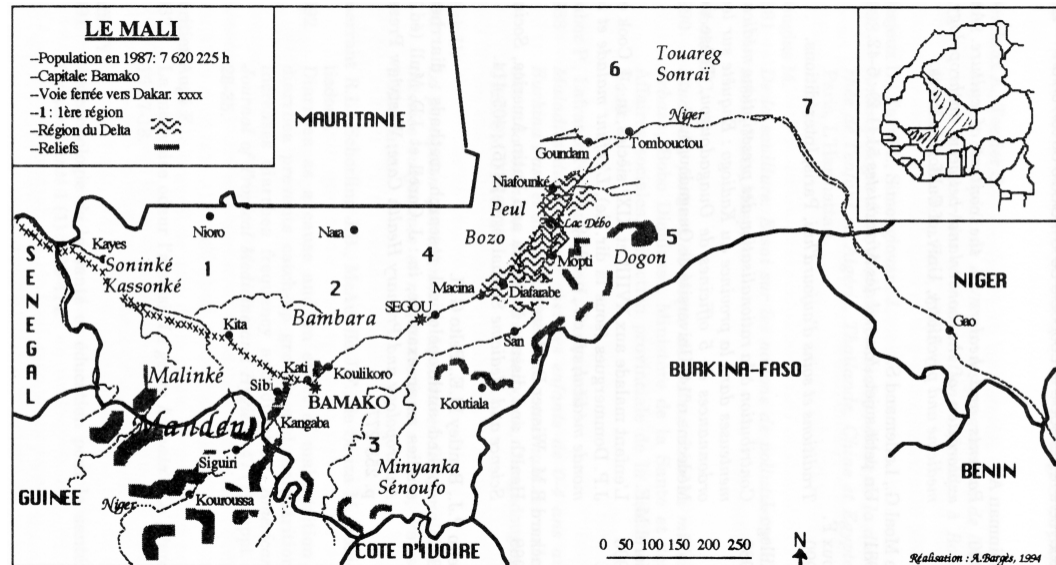 LE MALI
--Population en 1987: 7 620 225 h
--Capitale: Bamako
--Voie ferrée vers Dakar: xxxx
--1 : 1ère région
--Région du Delta
--Reliefs
MAURITANIE
6
Touareg
Sonraï
7
Niger
Tombouctou
Goundam
Niafounké
Peul
Lac Débo
Bozo
5
Dogon
Mopti
NIGER
Nioro
Nara
4
SENEGAL
Kayes
Soninké
Kassonké
1
2
Macina
Diafarabe
SEGOU
Bambara
San
Gao
Kita
BURKINA-FASO
Malinké
Kati
Koulikoro
Sibi
BAMAKO
Koutiala
Manden
Kangaba
3
Siguiri
Minyanka
Sénoufo
BENIN
GUINEE
Niger
Kouroussa
COTE D'IVOIRE
0 50 100 150 200 250
N
Réalisation : A.Bargès, 1994